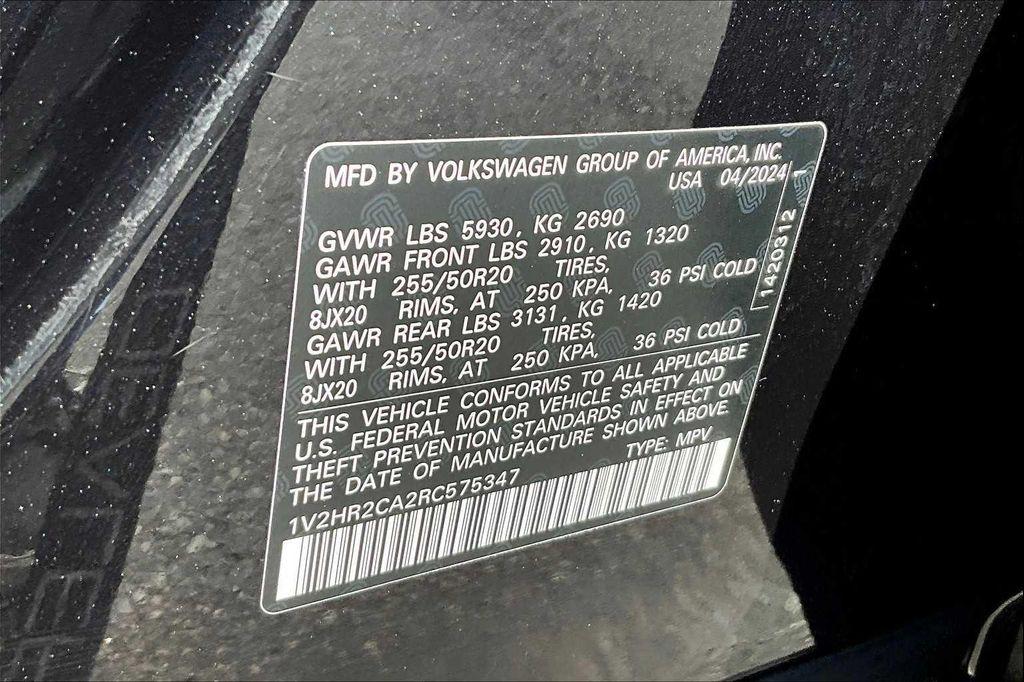 MFD BY VOLKSWAGEN GROUP OF AMERICA, INC.
USA 04/2024
1
1420312
GVWR LBS 5930, KG 2690
GAWR FRONT LBS 2910, KG 1320
WITH 255/50R20 TIRES,
8JX20 RIMS, AT 250 KPA, 36 PSI COLD
GAWR REAR LBS 3131, KG 1420
WITH 255/50R20 TIRES,
8JX20 RIMS, AT 250 KPA, 36 PSI COLD
THIS VEHICLE CONFORMS TO ALL APPLICABLE
U.S. FEDERAL MOTOR VEHICLE SAFETY AND
THEFT PREVENTION STANDARDS IN EFFECT ON
THE DATE OF MANUFACTURE SHOWN ABOVE.
1V2HR2CA2RC575347 TYPE: MPV